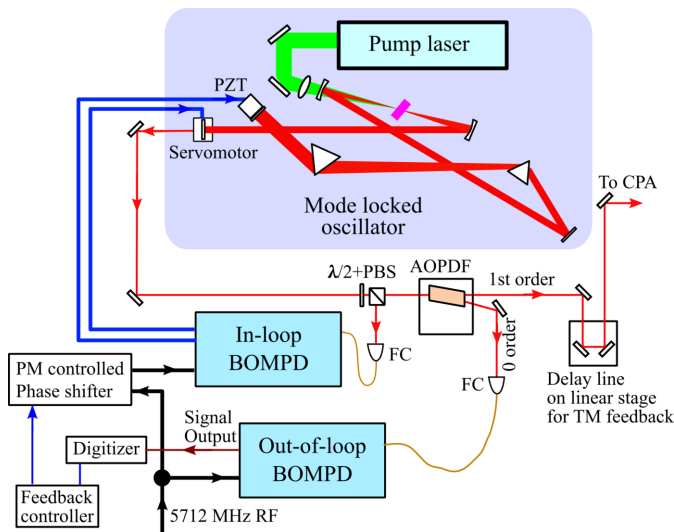 Pump laser
PZT
Servomotor
Mode locked
oscillator
To CPA
λ/2+PBS
AOPDF
1st order
0 order
In-loop
BOMPD
FC
FC
Delay line
on linear stage
for TM feedback
PM controlled
Phase shifter
Signal
Output
Digitizer
Out-of-loop
BOMPD
Feedback
controller
5712 MHz RF